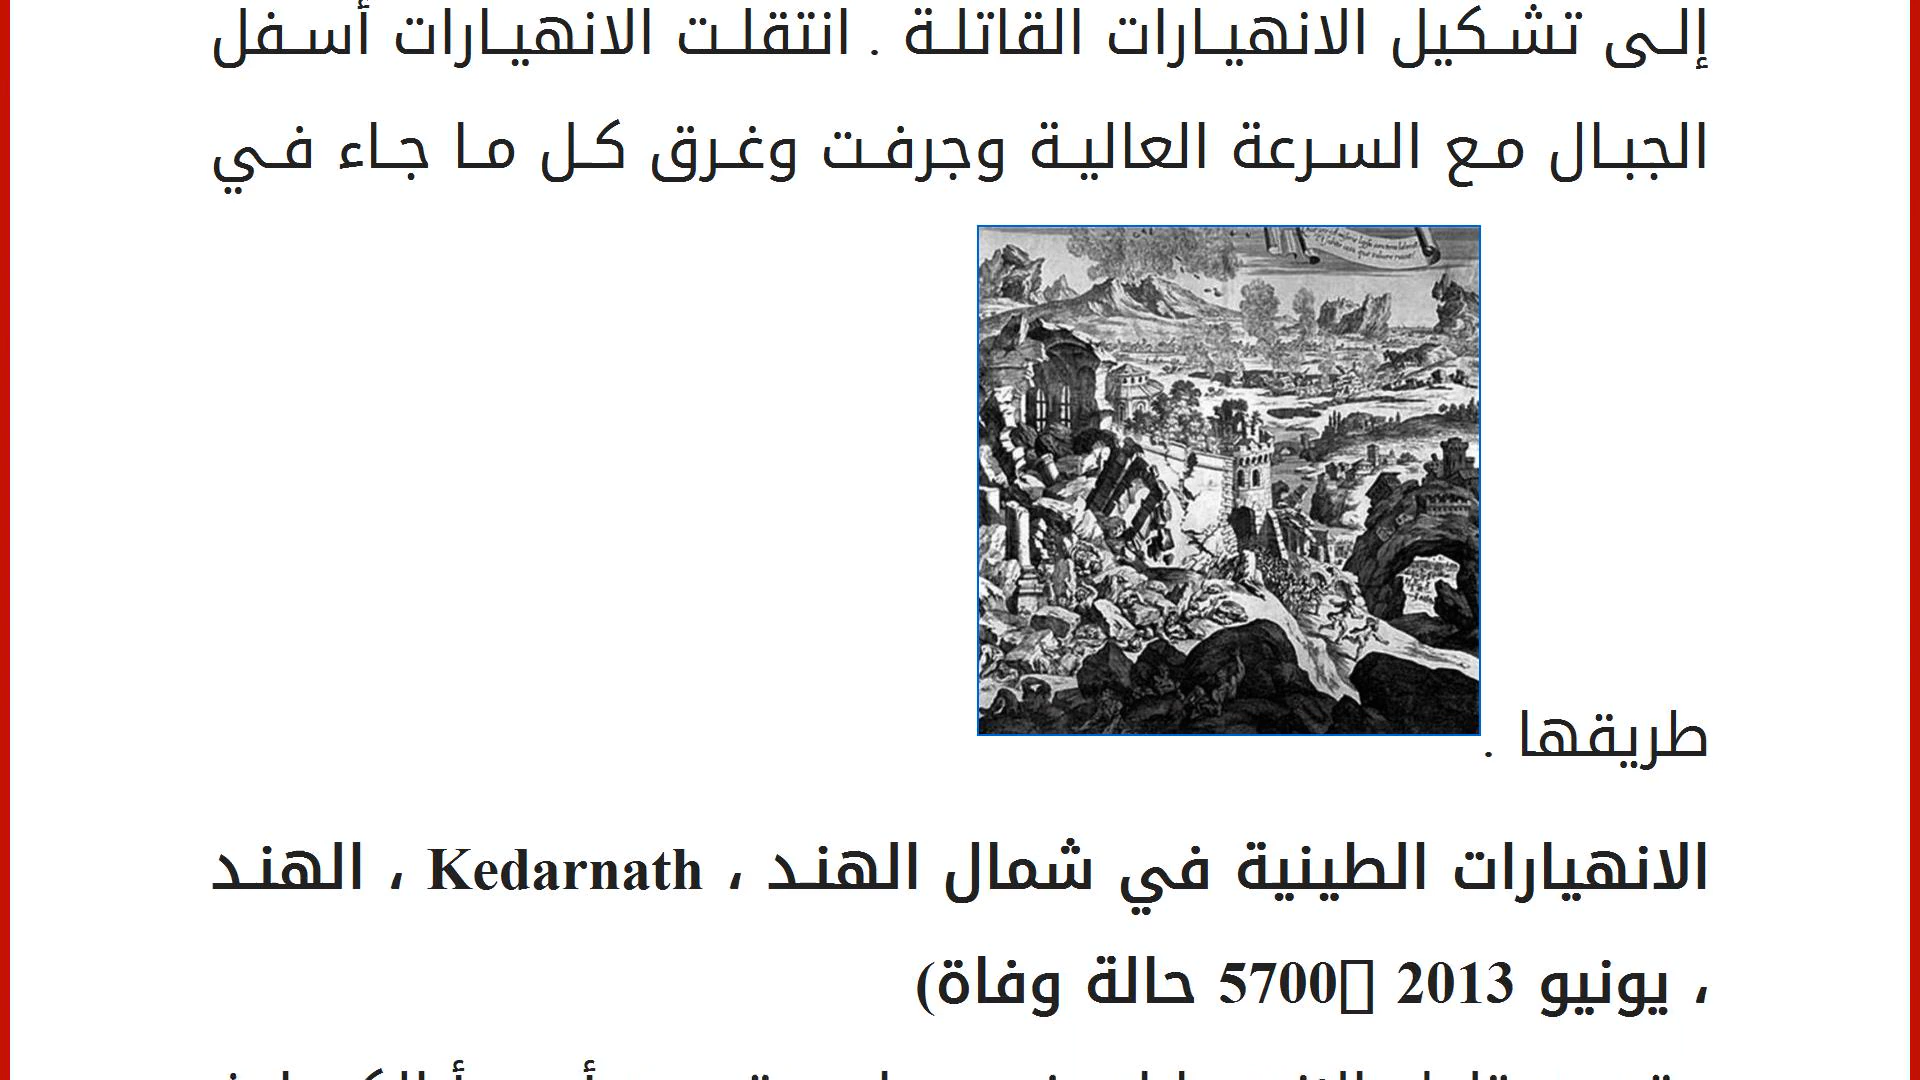 إلى تشكيل الانهيارات القاتلة . انتقلت الانهيارات أسفل
الجبال مع السرعة العالية وجرفت وغرق كل ما جاء في
طريقها .
الانهيارات الطينية في شمال الهند ، Kedarnath ، الهند
، يونيو 2013 5700 حالة وفاة)